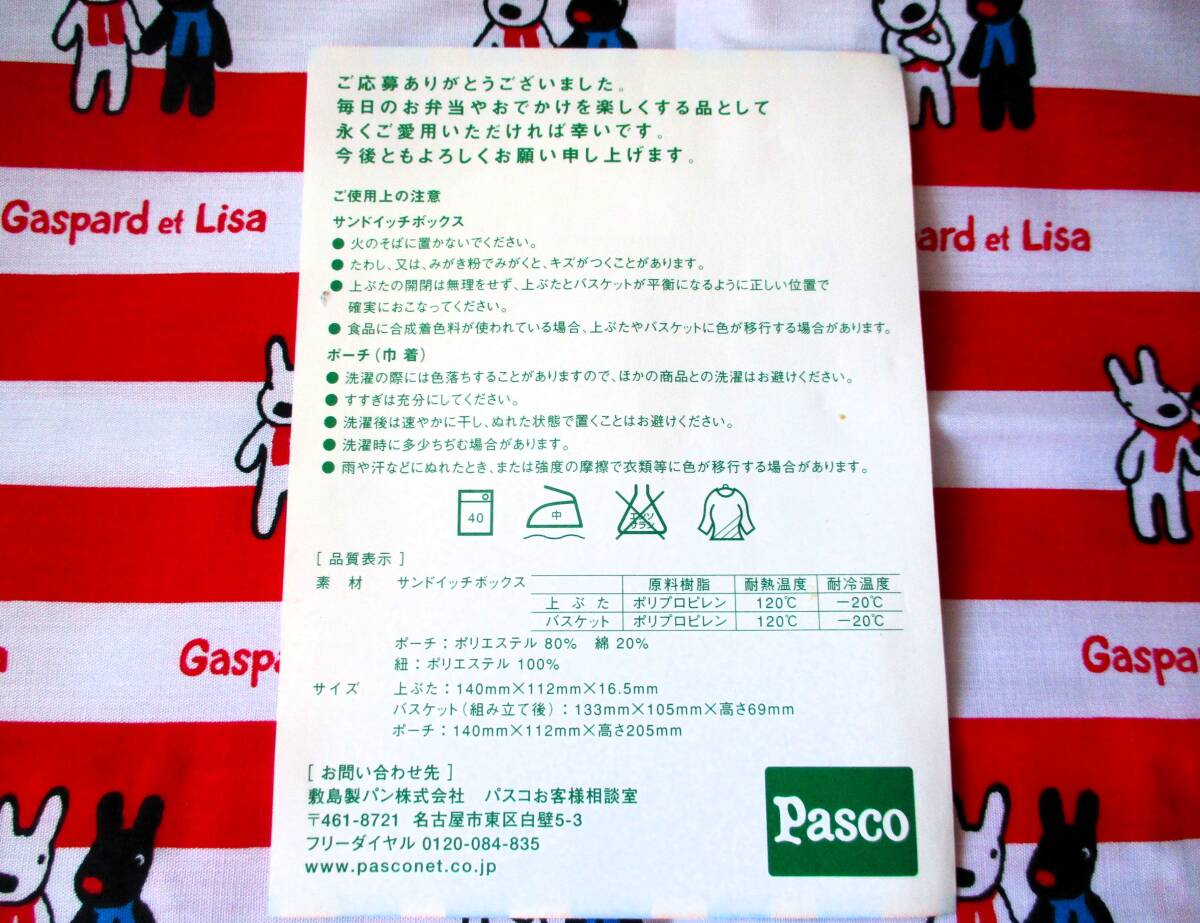 ご応募ありがとうございました。
毎日のお弁当やおでかけを楽しくする品として
永くご愛用いただければ幸いです。
今後ともよろしくお願い申し上げます。
ご使用上の注意
サンドイッチボックス
● 火のそばに置かないでください。
● たわし、又は、みがき粉でみがくと、キズがつくことがあります。
● 上ぶたの開閉は無理をせず、上ぶたとバスケットが平衡になるように正しい位置で
確実におこなってください。
● 食品に合成着色料が使われている場合、上ぶたやバスケットに色が移行する場合があります。
ポーチ(巾着)
● 洗濯の際には色落ちすることがありますので、ほかの商品との洗濯はお避けください。
● すすぎは充分にしてください。
● 洗濯後は速やかに干し、ぬれた状態で置くことはお避けください。
● 洗濯時に多少ちぢむ場合があります。
● 雨や汗などにぬれたとき、または強度の摩擦で衣類等に色が移行する場合があります。
40 中 エンソ サラシ
[ 品質表示 ]
素 材 サンドイッチボックス
原料樹脂 耐熱温度 耐冷温度
上ぶた ポリプロピレン 120℃ −20℃
バスケット ポリプロピレン 120℃ −20℃
ポーチ：ポリエステル 80% 綿 20%
紐：ポリエステル 100%
サイズ 上ぶた：140mm×112mm×16.5mm
バスケット(組み立て後)：133mm×105mm×高さ69mm
ポーチ：140mm×112mm×高さ205mm
[ お問い合わせ先 ]
敷島製パン株式会社 パスコお客様相談室
〒461-8721 名古屋市東区白壁5-3
フリーダイヤル 0120-084-835
www.pasconet.co.jp
Pasco
Gaspard et Lisa
ard et Lisa
Gaspa
Gaspard